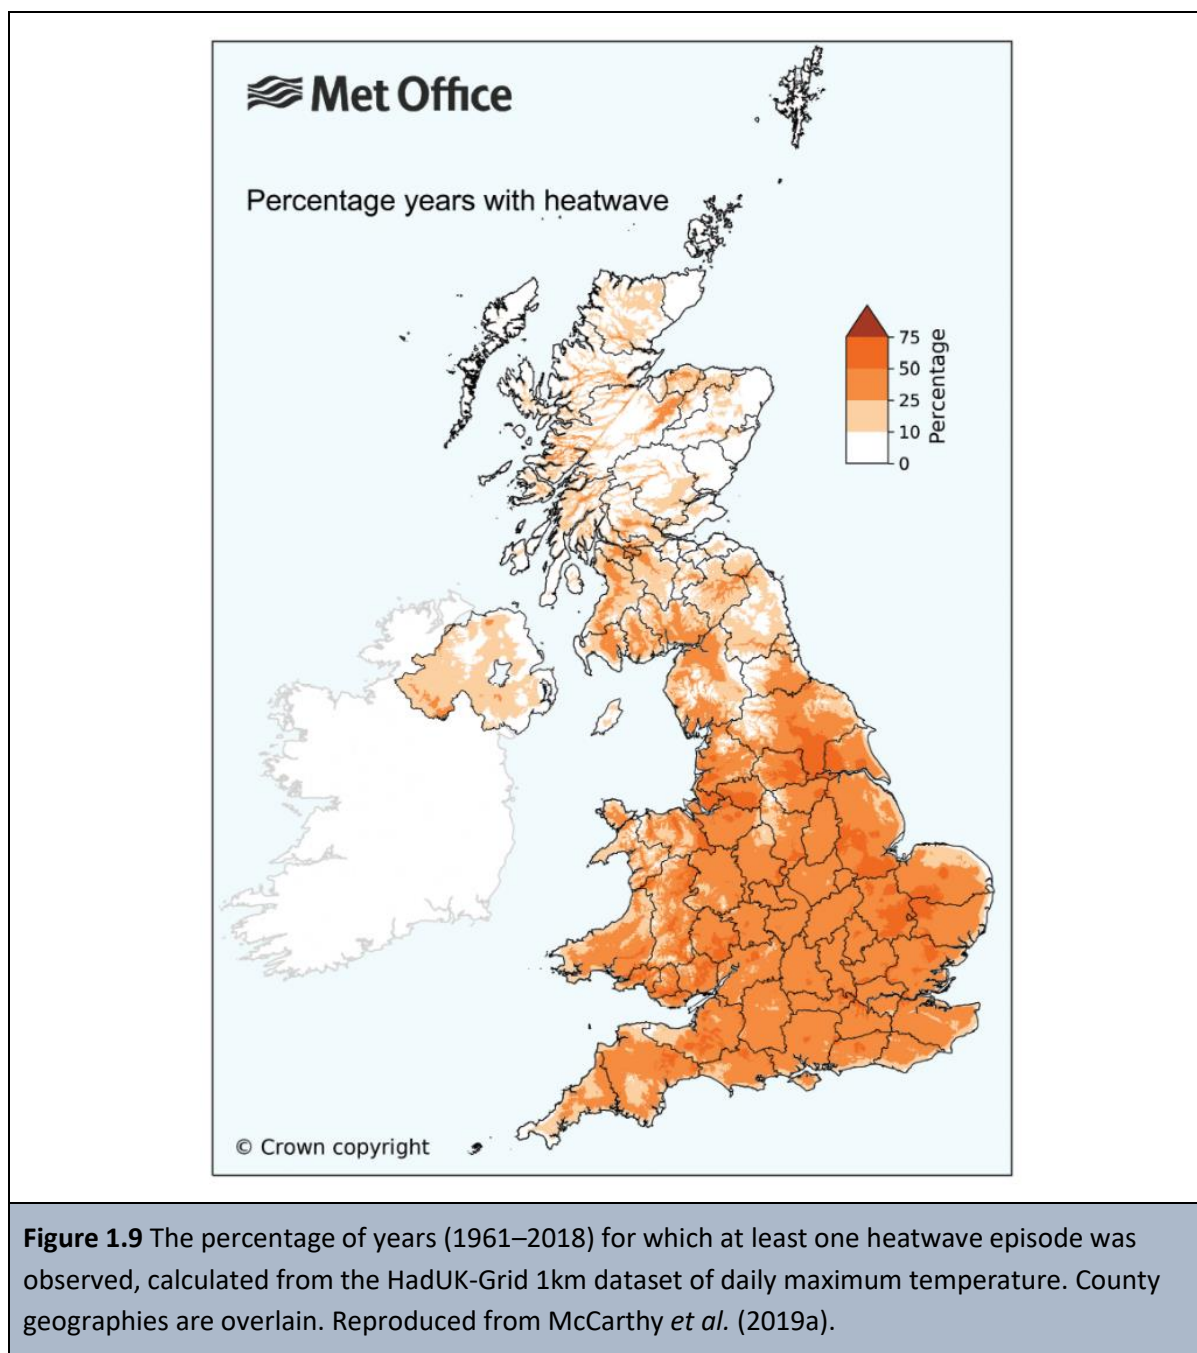 Met Office
Percentage years with heatwave
75
50
25
10
0
Percentage
© Crown copyright
Figure 1.9 The percentage of years (1961–2018) for which at least one heatwave episode was
observed, calculated from the HadUK-Grid 1km dataset of daily maximum temperature. County
geographies are overlain. Reproduced from McCarthy et al. (2019a).